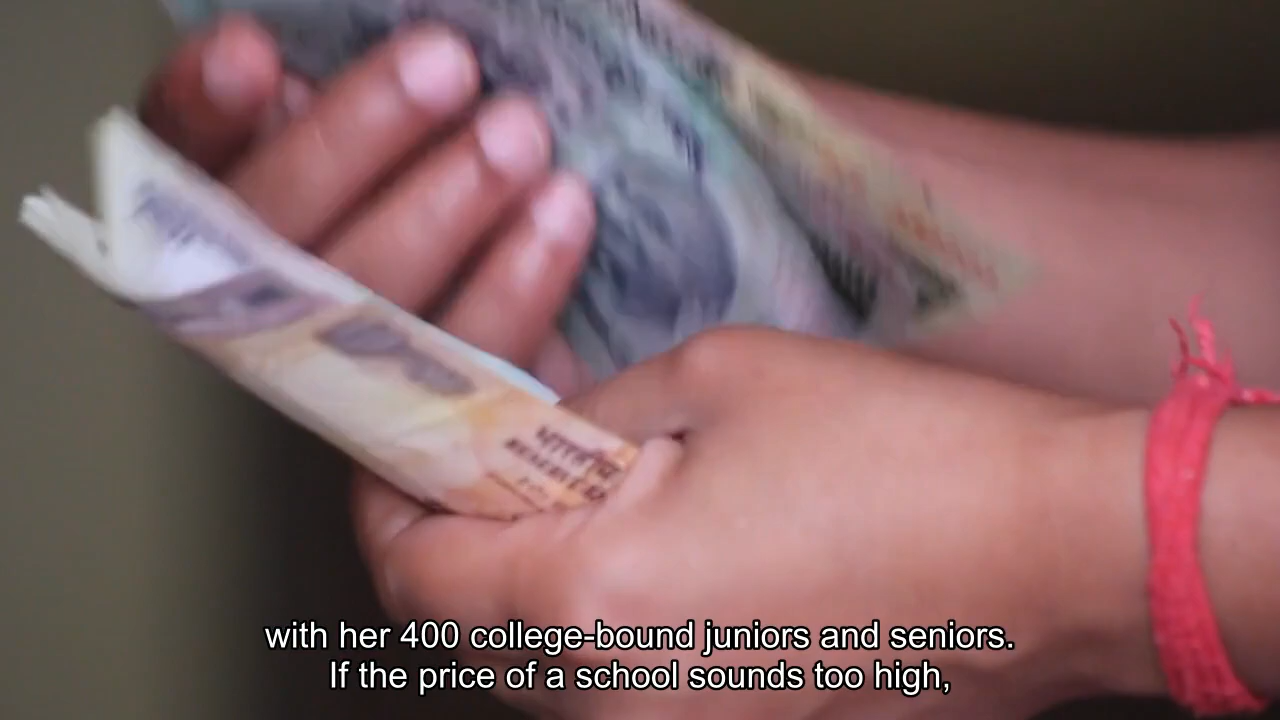 with her 400 college-bound juniors and seniors.
If the price of a school sounds too high,